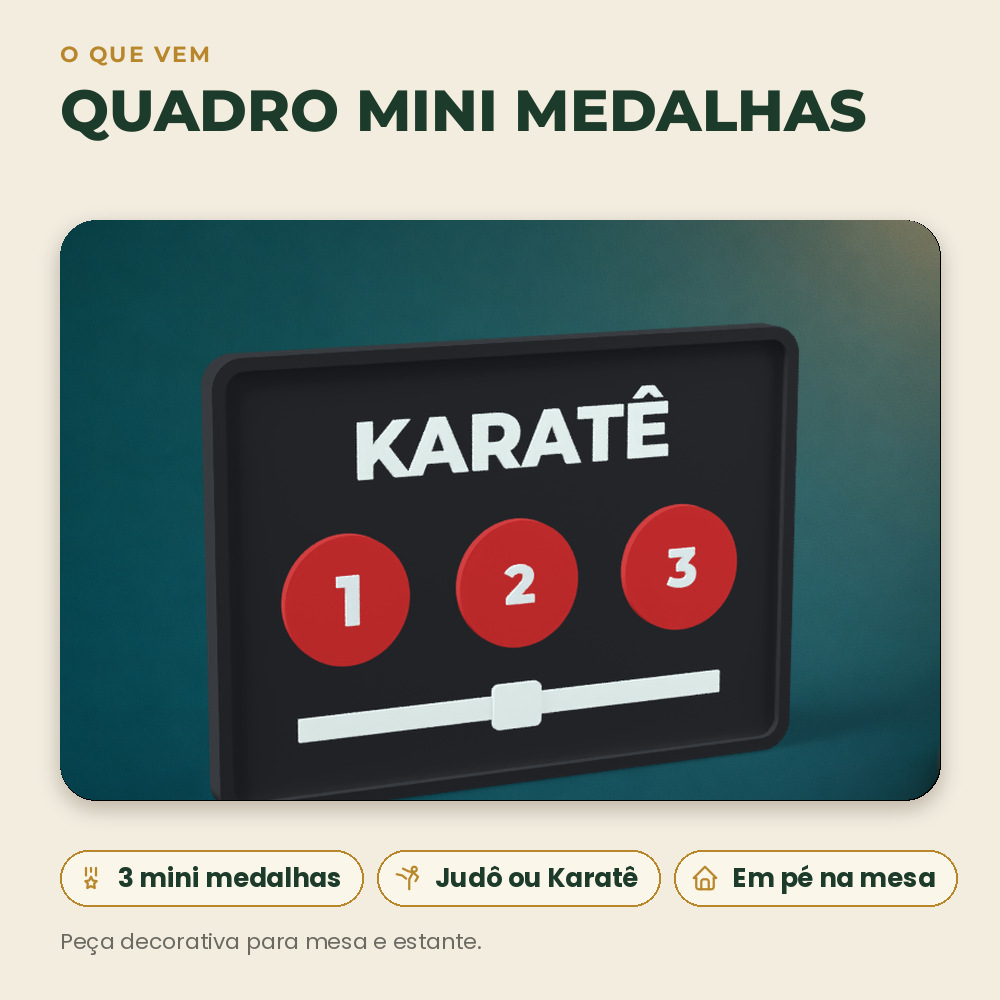 O QUE VEM
QUADRO MINI MEDALHAS
KARATÊ
1 2 3
3 mini medalhas
Judô ou Karatê
Em pé na mesa
Peça decorativa para mesa e estante.